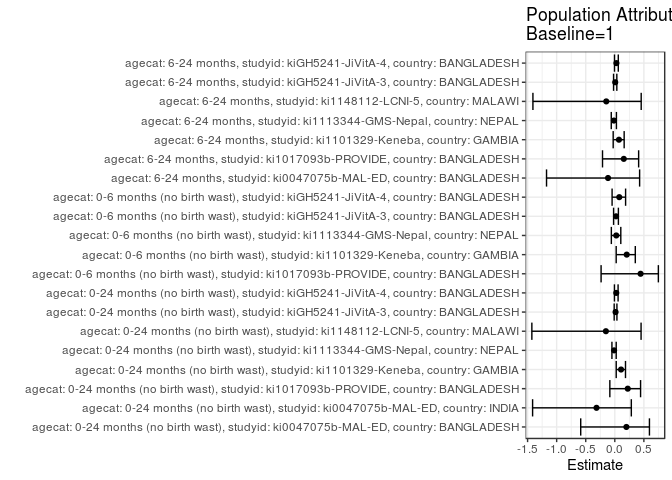 Population Attribut
Baseline=1
agecat: 6-24 months, studyid: kiGH5241-JiVitA-4, country: BANGLADESH
agecat: 6-24 months, studyid: kiGH5241-JiVitA-3, country: BANGLADESH
agecat: 6-24 months, studyid: ki1148112-LCNI-5, country: MALAWI
agecat: 6-24 months, studyid: ki1113344-GMS-Nepal, country: NEPAL
agecat: 6-24 months, studyid: ki1101329-Keneba, country: GAMBIA
agecat: 6-24 months, studyid: ki1017093b-PROVIDE, country: BANGLADESH
agecat: 6-24 months, studyid: ki0047075b-MAL-ED, country: BANGLADESH
agecat: 0-6 months (no birth wast), studyid: kiGH5241-JiVitA-4, country: BANGLADESH
agecat: 0-6 months (no birth wast), studyid: kiGH5241-JiVitA-3, country: BANGLADESH
agecat: 0-6 months (no birth wast), studyid: ki1113344-GMS-Nepal, country: NEPAL
agecat: 0-6 months (no birth wast), studyid: ki1101329-Keneba, country: GAMBIA
agecat: 0-6 months (no birth wast), studyid: ki1017093b-PROVIDE, country: BANGLADESH
agecat: 0-24 months (no birth wast), studyid: kiGH5241-JiVitA-4, country: BANGLADESH
agecat: 0-24 months (no birth wast), studyid: kiGH5241-JiVitA-3, country: BANGLADESH
agecat: 0-24 months (no birth wast), studyid: ki1148112-LCNI-5, country: MALAWI
agecat: 0-24 months (no birth wast), studyid: ki1113344-GMS-Nepal, country: NEPAL
agecat: 0-24 months (no birth wast), studyid: ki1101329-Keneba, country: GAMBIA
agecat: 0-24 months (no birth wast), studyid: ki1017093b-PROVIDE, country: BANGLADESH
agecat: 0-24 months (no birth wast), studyid: ki0047075b-MAL-ED, country: INDIA
agecat: 0-24 months (no birth wast), studyid: ki0047075b-MAL-ED, country: BANGLADESH
-1.5 -1.0 -0.5 0.0 0.5
Estimate